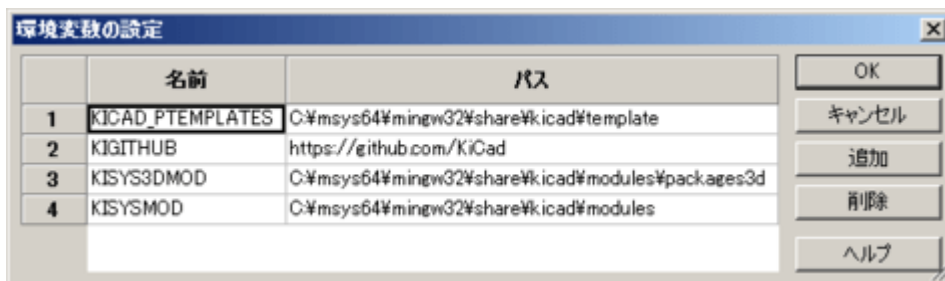 環境変数の設定
名前 パス
1 KICAD_PTEMPLATES C:¥msys64¥mingw32¥share¥kicad¥template
2 KIGITHUB https://github.com/KiCad
3 KISYS3DMOD C:¥msys64¥mingw32¥share¥kicad¥modules¥packages3d
4 KISYSMOD C:¥msys64¥mingw32¥share¥kicad¥modules
OK
キャンセル
追加
削除
ヘルプ